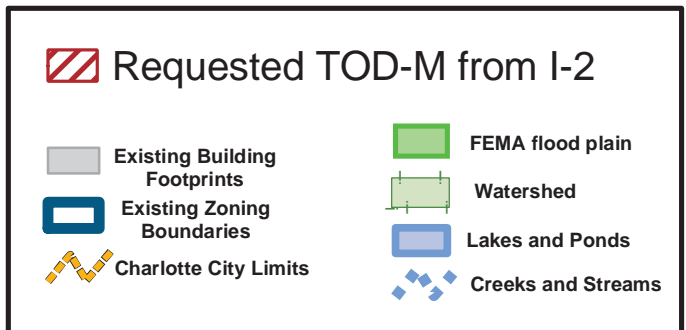 Requested TOD-M from I-2
Existing Building
Footprints
Existing Zoning
Boundaries
Charlotte City Limits
FEMA flood plain
Watershed
Lakes and Ponds
Creeks and Streams